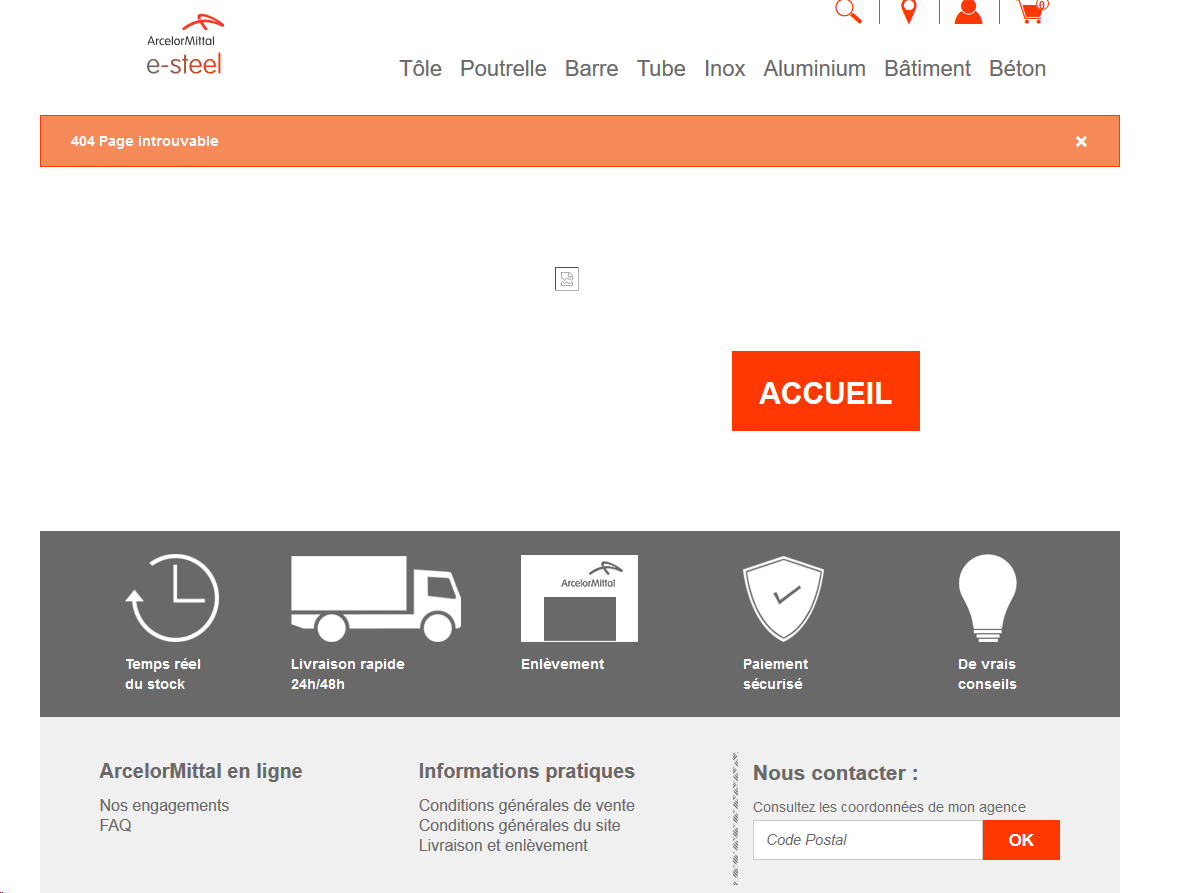 0
ArcelorMittal
e-steel
Tôle Poutrelle Barre Tube Inox Aluminium Bâtiment Béton
404 Page introuvable
×
ACCUEIL
ArcelorMittal
Temps réel
du stock
Livraison rapide
24h/48h
Enlèvement
Paiement
sécurisé
De vrais
conseils
ArcelorMittal en ligne
Nos engagements
FAQ
Informations pratiques
Conditions générales de vente
Conditions générales du site
Livraison et enlèvement
Nous contacter :
Consultez les coordonnées de mon agence
Code Postal
OK